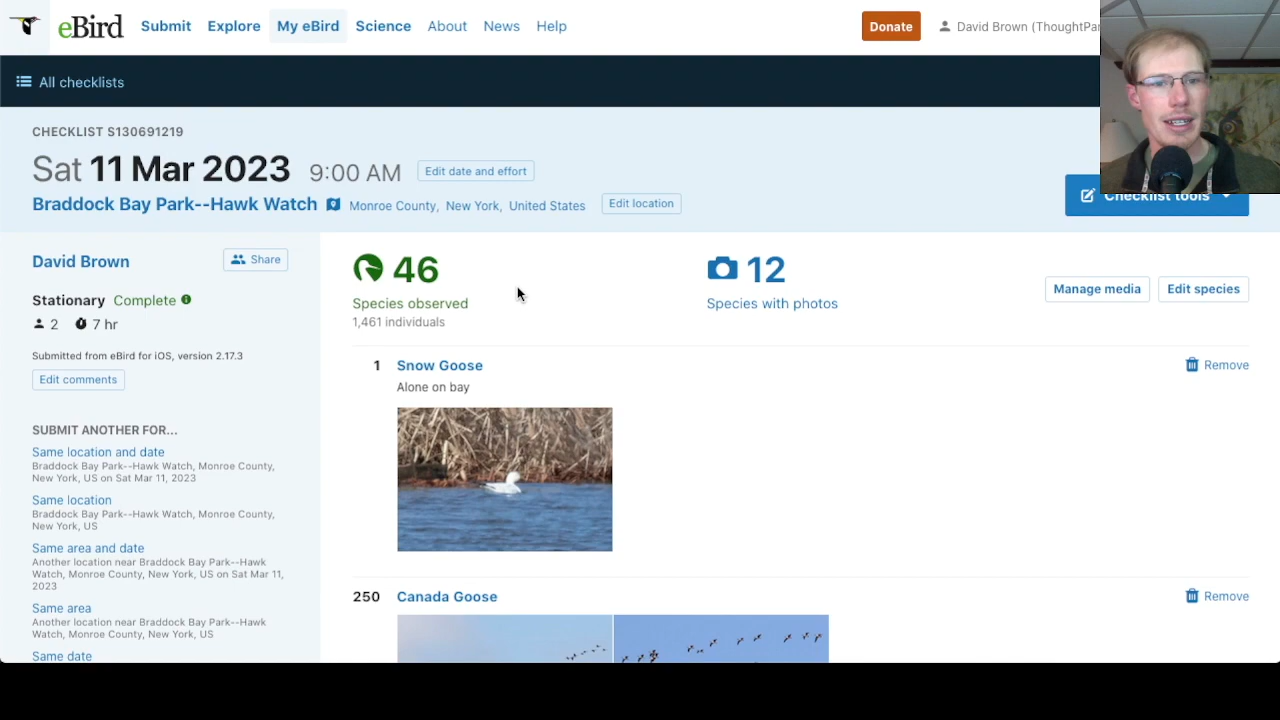 eBird Submit Explore My eBird Science About News Help Donate David Brown (ThoughtPar
All checklists
CHECKLIST S130691219
Sat 11 Mar 2023 9:00 AM Edit date and effort
Braddock Bay Park--Hawk Watch Monroe County, New York, United States Edit location
Checklist tools
David Brown Share
Stationary Complete
2 7 hr
Submitted from eBird for iOS, version 2.17.3
Edit comments
SUBMIT ANOTHER FOR...
Same location and date
Braddock Bay Park--Hawk Watch, Monroe County,
New York, US on Sat Mar 11, 2023
Same location
Braddock Bay Park--Hawk Watch, Monroe County,
New York, US
Same area and date
Another location near Braddock Bay Park--Hawk
Watch, Monroe County, New York, US on Sat Mar 11,
2023
Same area
Another location near Braddock Bay Park--Hawk
Watch, Monroe County, New York, US
Same date
46
Species observed
1,461 individuals
12
Species with photos
Manage media Edit species
1 Snow Goose Remove
Alone on bay
250 Canada Goose Remove